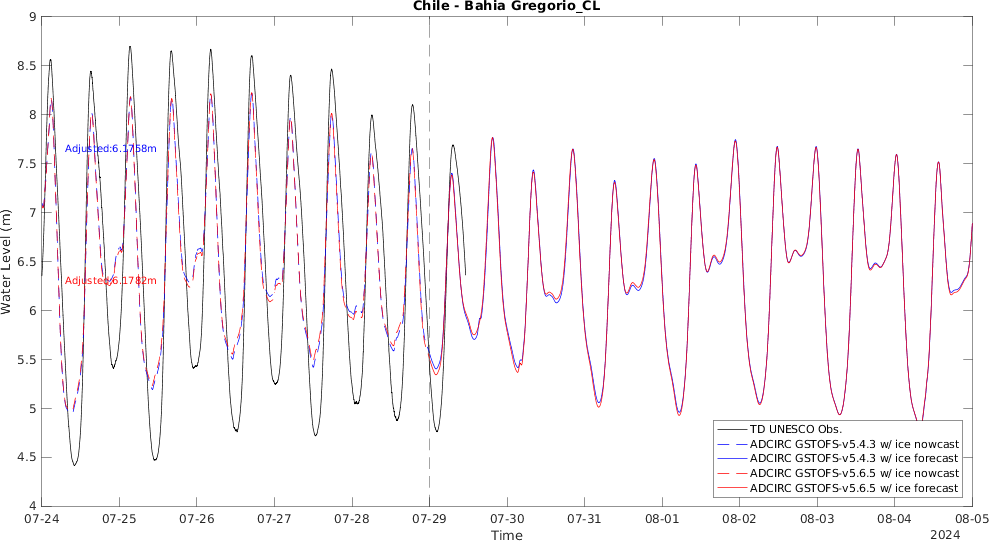 Chile - Bahia Gregorio_CL
9
8.5
8
7.5
7
6.5
6
5.5
5
4.5
4
Water Level (m)
Adjusted:6.1758m
Adjusted:6.1782m
TD UNESCO Obs.
ADCIRC GSTOFS-v5.4.3 w/ ice nowcast
ADCIRC GSTOFS-v5.4.3 w/ ice forecast
ADCIRC GSTOFS-v5.6.5 w/ ice nowcast
ADCIRC GSTOFS-v5.6.5 w/ ice forecast
07-24 07-25 07-26 07-27 07-28 07-29 07-30 07-31 08-01 08-02 08-03 08-04 08-05
Time
2024